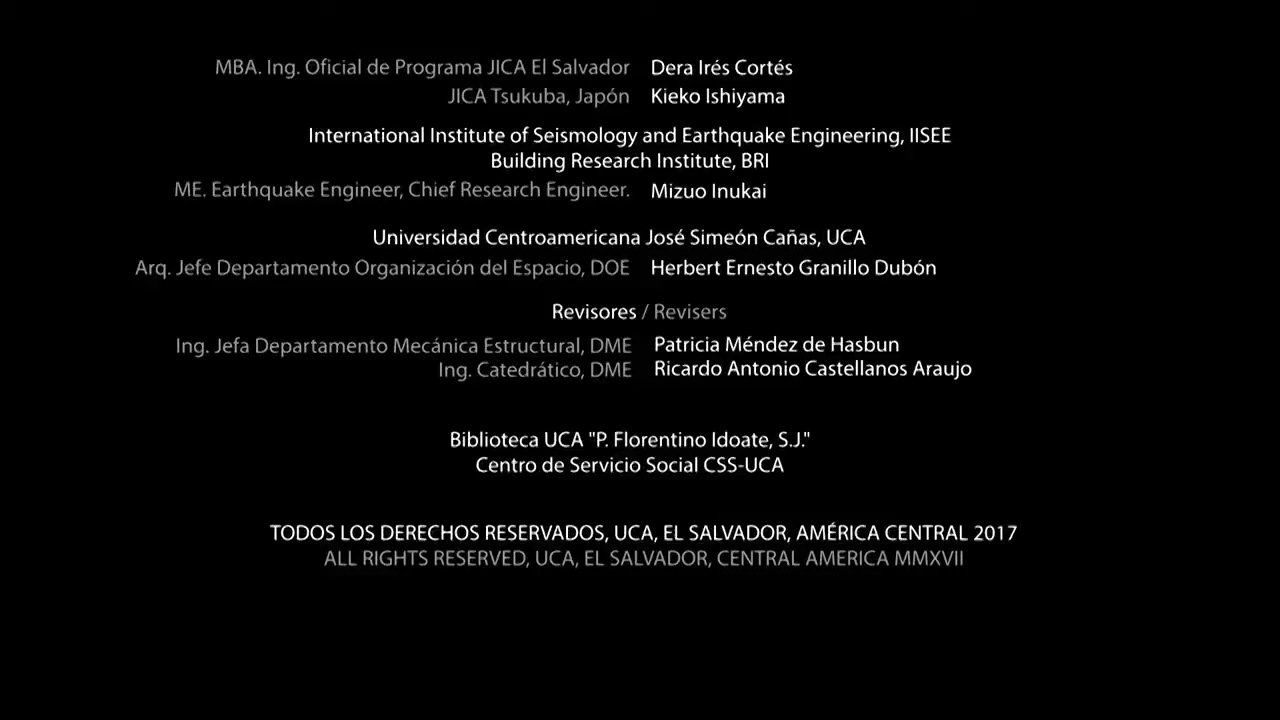 MBA. Ing. Oficial de Programa JICA El Salvador Dera Irés Cortés
JICA Tsukuba, Japón Kieko Ishiyama
International Institute of Seismology and Earthquake Engineering, IISEE
Building Research Institute, BRI
ME. Earthquake Engineer, Chief Research Engineer. Mizuo Inukai
Universidad Centroamericana José Simeón Cañas, UCA
Arq. Jefe Departamento Organización del Espacio, DOE Herbert Ernesto Granillo Dubón
Revisores / Revisers
Ing. Jefa Departamento Mecánica Estructural, DME Patricia Méndez de Hasbun
Ing. Catedrático, DME Ricardo Antonio Castellanos Araujo
Biblioteca UCA "P. Florentino Idoate, S.J."
Centro de Servicio Social CSS-UCA
TODOS LOS DERECHOS RESERVADOS, UCA, EL SALVADOR, AMÉRICA CENTRAL 2017
ALL RIGHTS RESERVED, UCA, EL SALVADOR, CENTRAL AMERICA MMXVII